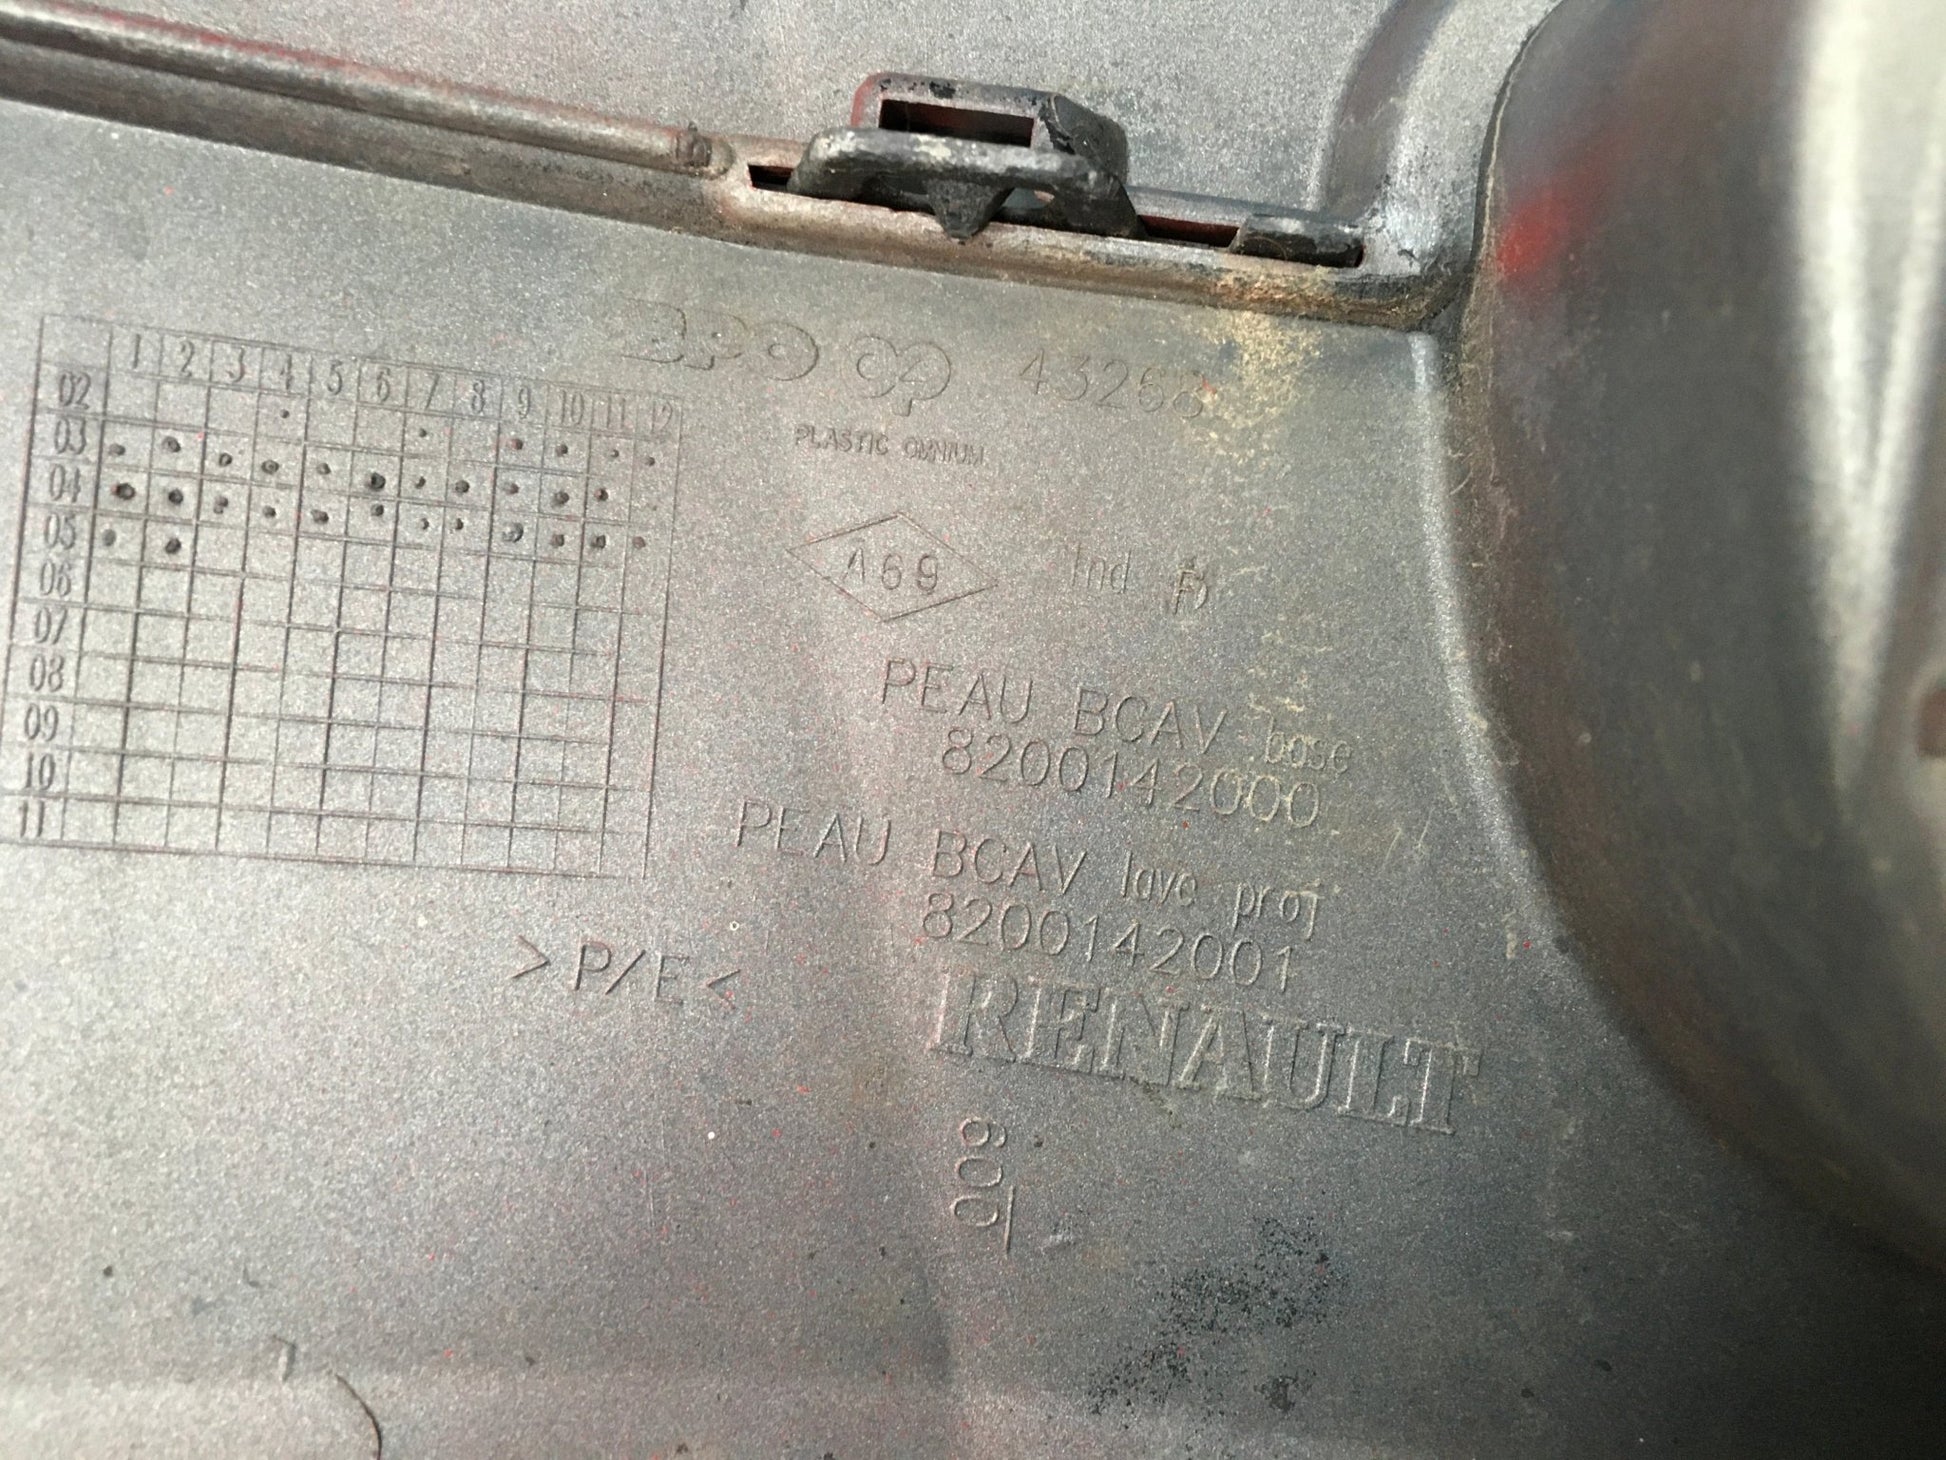 1 2 3 4 5 6 7 8 9 10 11 12
02
03
04
05
06
07
08
09
10
11
43268
PLASTIC OMNIUM
A69
Ind
PEAU BCAV base
8200142000
PEAU BCAV lave proj
8200142001
>P/E<
RENAULT